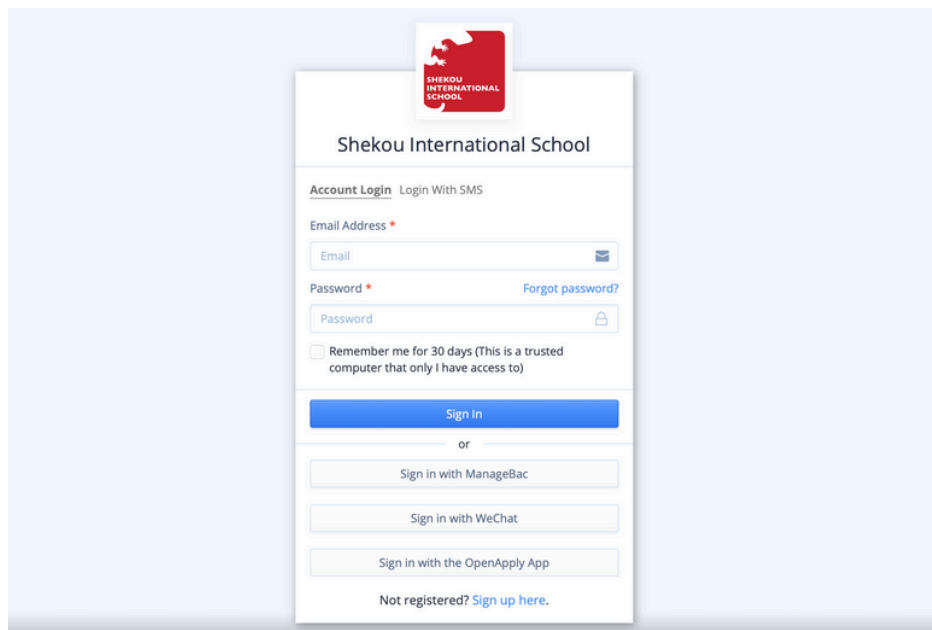 SHEKOU
INTERNATIONAL
SCHOOL
Shekou International School
Account Login Login With SMS
Email Address *
Email
Password * Forgot password?
Password
Remember me for 30 days (This is a trusted
computer that only I have access to)
Sign In
or
Sign in with ManageBac
Sign in with WeChat
Sign in with the OpenApply App
Not registered? Sign up here.